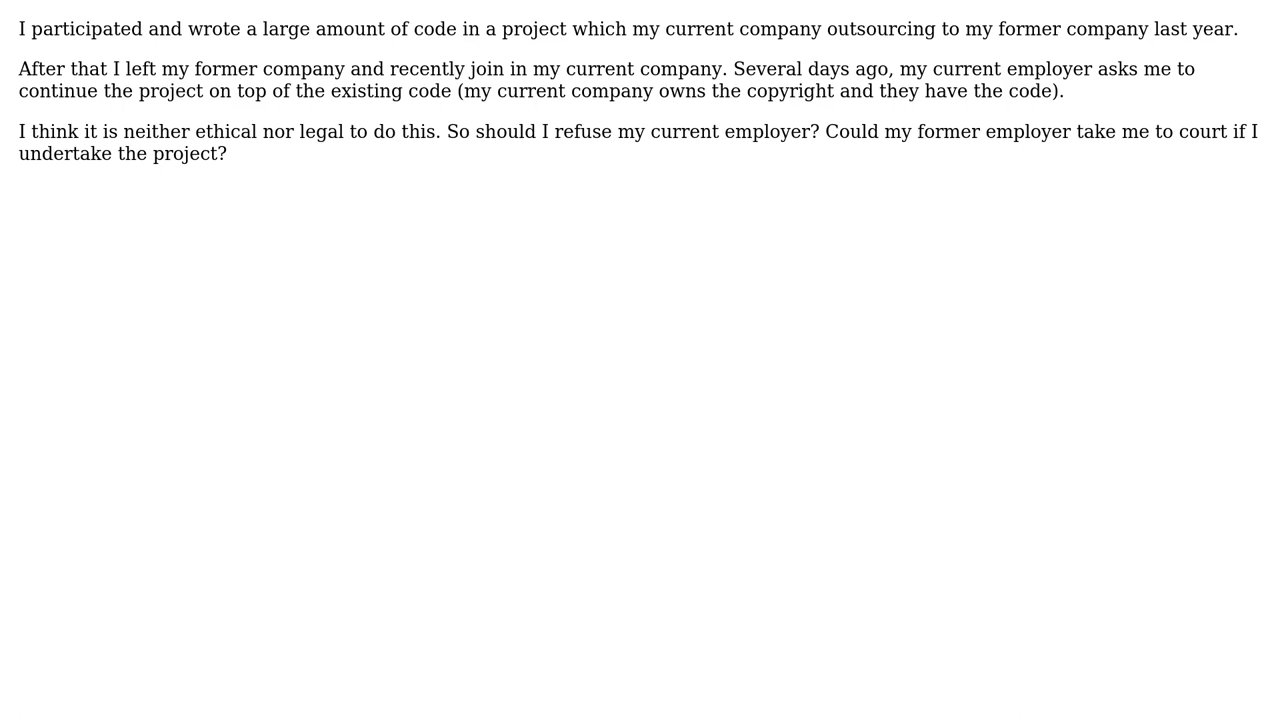 I participated and wrote a large amount of code in a project which my current company outsourcing to my former company last year.
After that I left my former company and recently join in my current company. Several days ago, my current employer asks me to
continue the project on top of the existing code (my current company owns the copyright and they have the code).
I think it is neither ethical nor legal to do this. So should I refuse my current employer? Could my former employer take me to court if I
undertake the project?